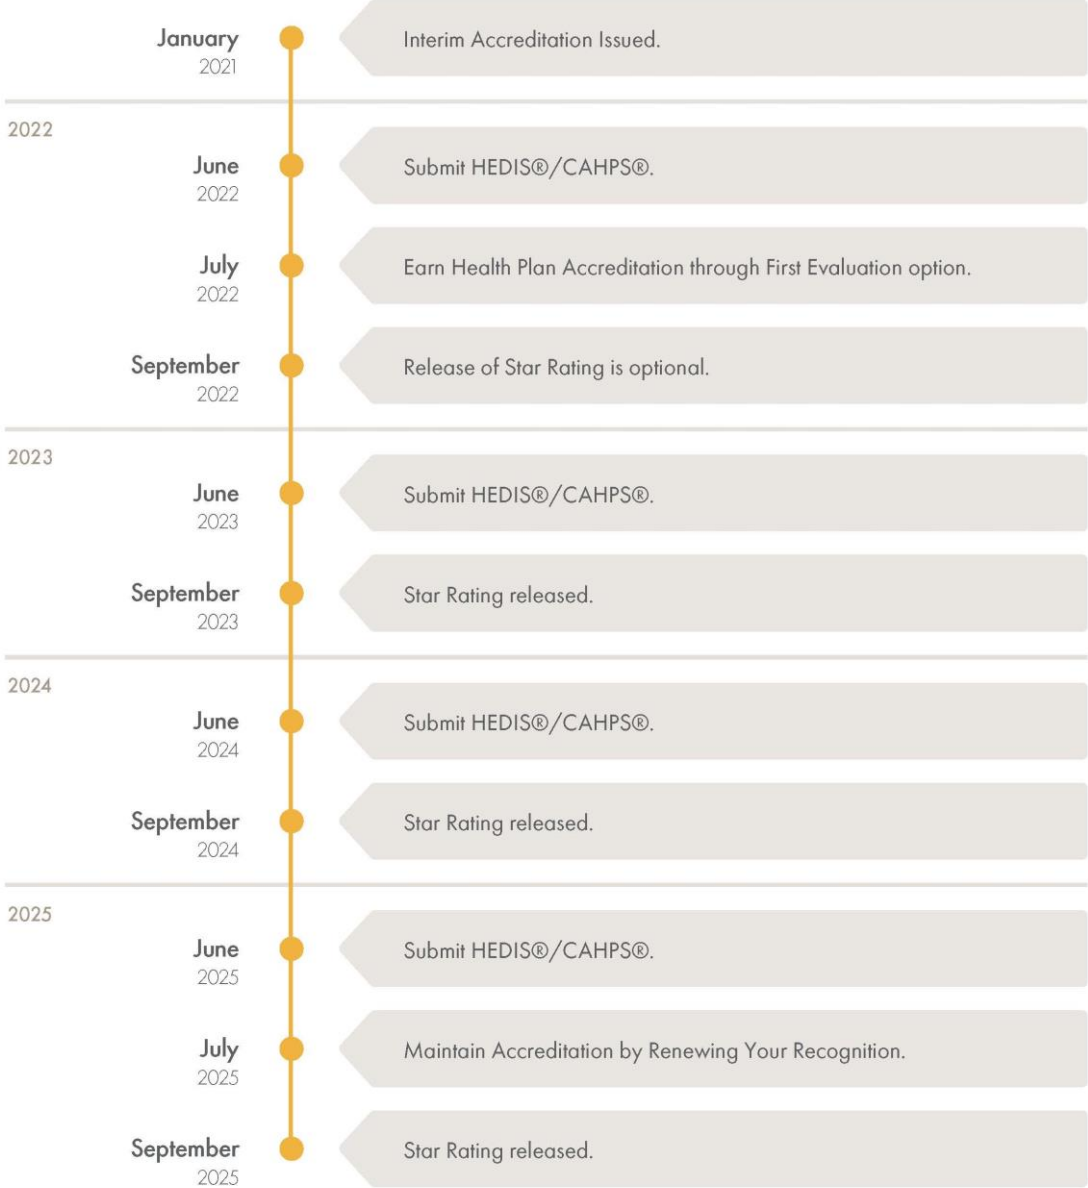 January
2021
Interim Accreditation Issued.
2022
June
2022
Submit HEDIS®/CAHPS®.
July
2022
Earn Health Plan Accreditation through First Evaluation option.
September
2022
Release of Star Rating is optional.
2023
June
2023
Submit HEDIS®/CAHPS®.
September
2023
Star Rating released.
2024
June
2024
Submit HEDIS®/CAHPS®.
September
2024
Star Rating released.
2025
June
2025
Submit HEDIS®/CAHPS®.
July
2025
Maintain Accreditation by Renewing Your Recognition.
September
2025
Star Rating released.